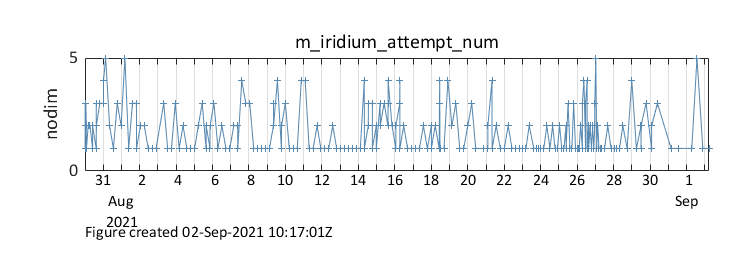 m_iridium_attempt_num
5
nodim
0
31 2 4 6 8 10 12 14 16 18 20 22 24 26 28 30 1
Aug Sep
2021
Figure created 02-Sep-2021 10:17:01Z